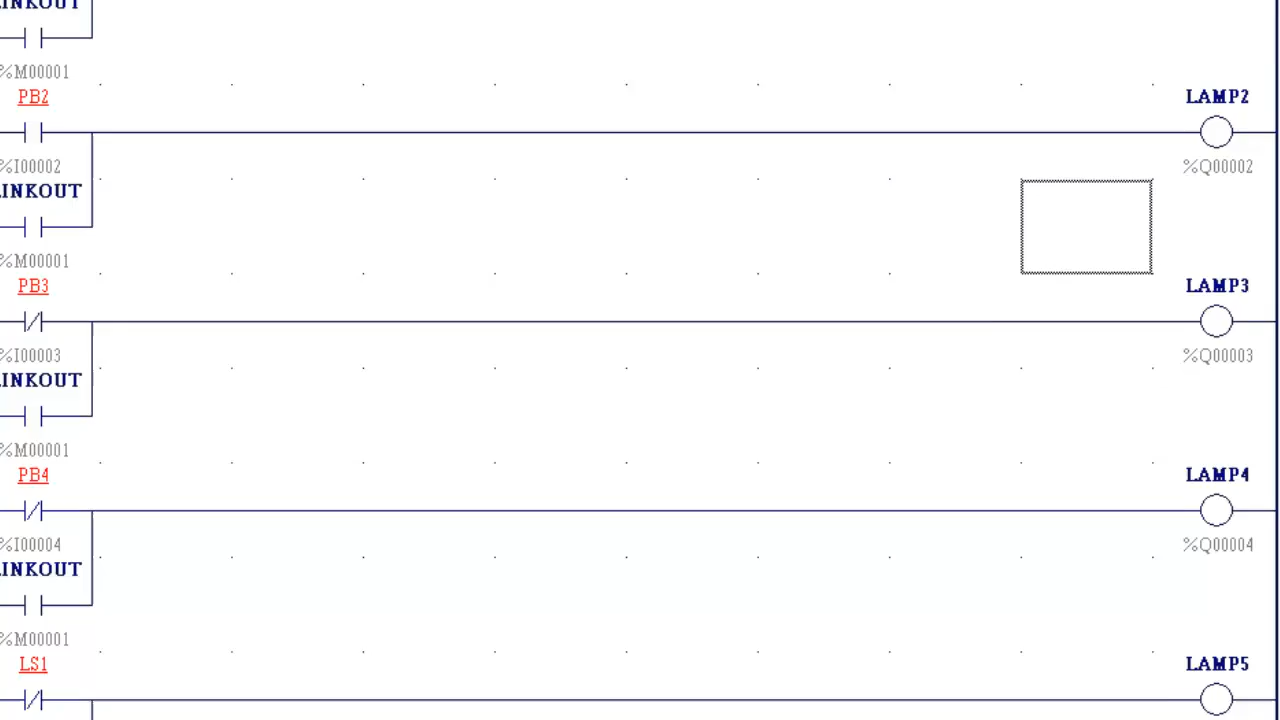 INKOUT
%M00001
PB2 LAMP2
%I00002 %Q00002
INKOUT
%M00001
PB3 LAMP3
%I00003 %Q00003
INKOUT
%M00001
PB4 LAMP4
%I00004 %Q00004
INKOUT
%M00001
LS1 LAMP5